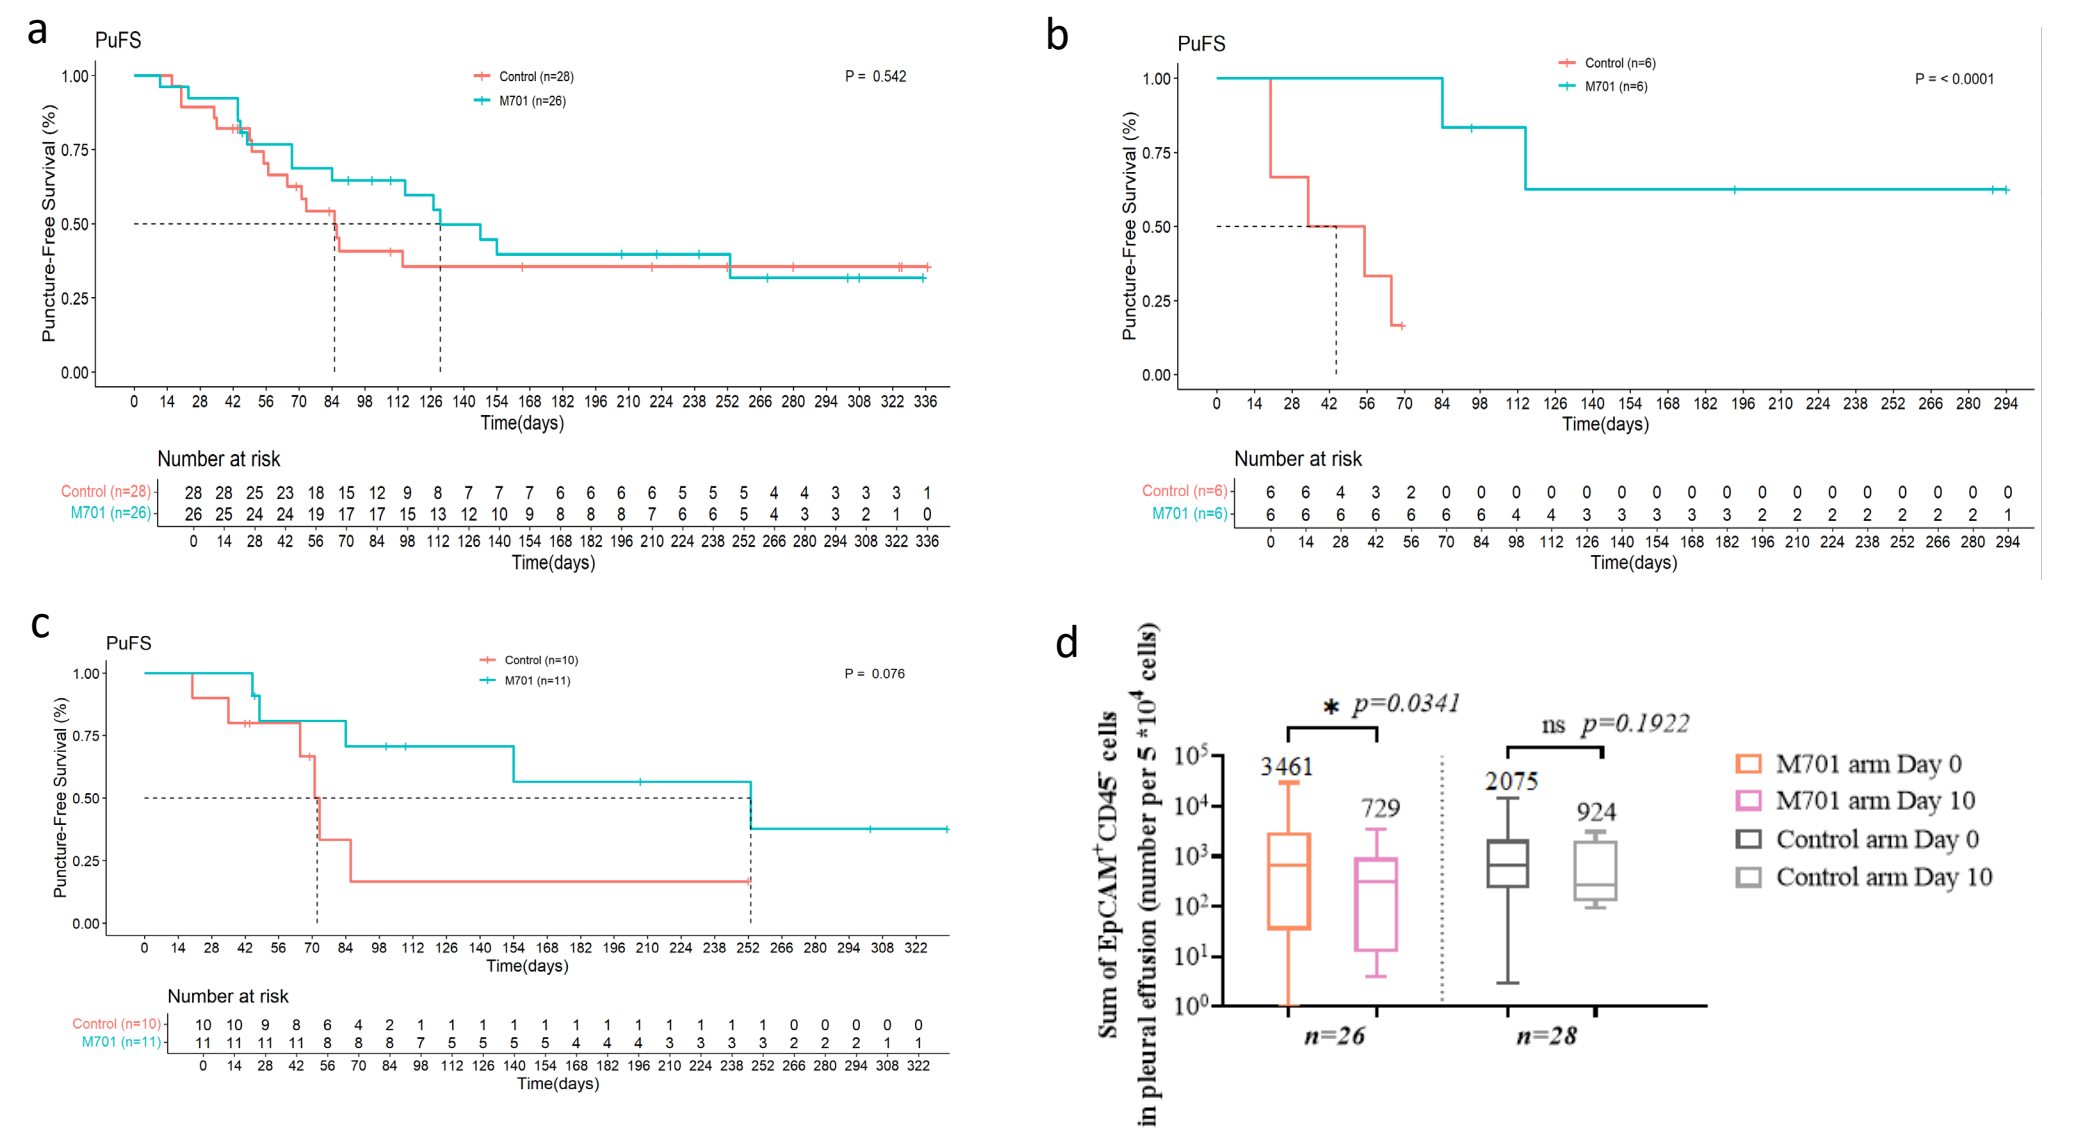 a
PuFS
Control (n=28)
M701 (n=26)
P = 0.542
Puncture-Free Survival (%)
1.00
0.75
0.50
0.25
0.00
0 14 28 42 56 70 84 98 112 126 140 154 168 182 196 210 224 238 252 266 280 294 308 322 336
Time(days)
Number at risk
Control (n=28) 28 28 25 23 18 15 12 9 8 7 7 7 6 6 6 6 5 5 5 4 4 3 3 3 1
M701 (n=26) 26 25 24 24 19 17 17 15 13 12 10 9 8 8 8 7 6 6 5 4 3 3 2 1 0
0 14 28 42 56 70 84 98 112 126 140 154 168 182 196 210 224 238 252 266 280 294 308 322 336
Time(days)
b
PuFS
Control (n=6)
M701 (n=6)
P = < 0.0001
Puncture-Free Survival (%)
1.00
0.75
0.50
0.25
0.00
0 14 28 42 56 70 84 98 112 126 140 154 168 182 196 210 224 238 252 266 280 294
Time(days)
Number at risk
Control (n=6) 6 6 4 3 2 0 0 0 0 0 0 0 0 0 0 0 0 0 0 0 0 0
M701 (n=6) 6 6 6 6 6 6 6 4 4 3 3 3 3 3 2 2 2 2 2 2 2 1
0 14 28 42 56 70 84 98 112 126 140 154 168 182 196 210 224 238 252 266 280 294
Time(days)
c
PuFS
Control (n=10)
M701 (n=11)
P = 0.076
Puncture-Free Survival (%)
1.00
0.75
0.50
0.25
0.00
0 14 28 42 56 70 84 98 112 126 140 154 168 182 196 210 224 238 252 266 280 294 308 322
Time(days)
Number at risk
Control (n=10) 10 10 9 8 6 4 2 1 1 1 1 1 1 1 1 1 1 1 1 0 0 0 0 0
M701 (n=11) 11 11 11 11 8 8 8 7 5 5 5 5 4 4 4 3 3 3 3 2 2 2 1 1
0 14 28 42 56 70 84 98 112 126 140 154 168 182 196 210 224 238 252 266 280 294 308 322
Time(days)
d
Sum of EpCAM⁺CD45⁻ cells
in pleural effusion (number per 5 *10⁴ cells)
* p=0.0341
ns p=0.1922
10⁵
10⁴
10³
10²
10¹
10⁰
3461
729
2075
924
n=26
n=28
M701 arm Day 0
M701 arm Day 10
Control arm Day 0
Control arm Day 10